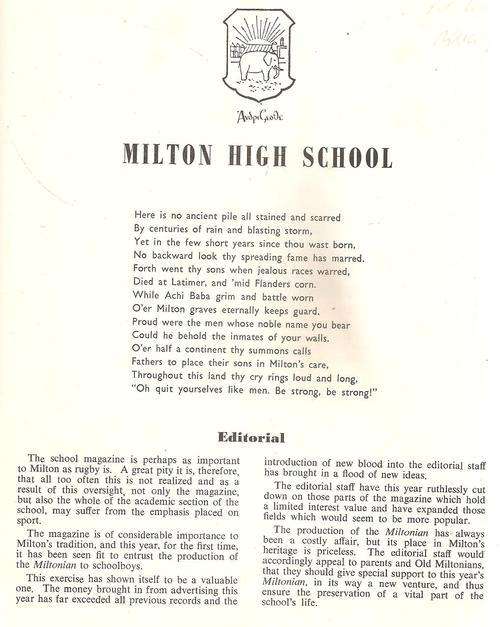 ἈνδρίζεσΘε
MILTON HIGH SCHOOL
Here is no ancient pile all stained and scarred
By centuries of rain and blasting storm,
Yet in the few short years since thou wast born,
No backward look thy spreading fame has marred.
Forth went thy sons when jealous races warred,
Died at Latimer, and 'mid Flanders corn.
While Achi Baba grim and battle worn
O'er Milton graves eternally keeps guard.
Proud were the men whose noble name you bear
Could he behold the inmates of your walls.
O'er half a continent thy summons calls
Fathers to place their sons in Milton's care,
Throughout this land thy cry rings loud and long,
"Oh quit yourselves like men. Be strong, be strong!"
Editorial
The school magazine is perhaps as important
to Milton as rugby is. A great pity it is, therefore,
that all too often this is not realized and as a
result of this oversight, not only the magazine,
but also the whole of the academic section of the
school, may suffer from the emphasis placed on
sport.
The magazine is of considerable importance to
Milton's tradition, and this year, for the first time,
it has been seen fit to entrust the production of
the Miltonian to schoolboys.
This exercise has shown itself to be a valuable
one. The money brought in from advertising this
year has far exceeded all previous records and the
introduction of new blood into the editorial staff
has brought in a flood of new ideas.
The editorial staff have this year ruthlessly cut
down on those parts of the magazine which hold
a limited interest value and have expanded those
fields which would seem to be more popular.
The production of the Miltonian has always
been a costly affair, but its place in Milton's
heritage is priceless. The editorial staff would
accordingly appeal to parents and Old Miltonians,
that they should give special support to this year's
Miltonian, in its way a new venture, and thus
ensure the preservation of a vital part of the
school's life.